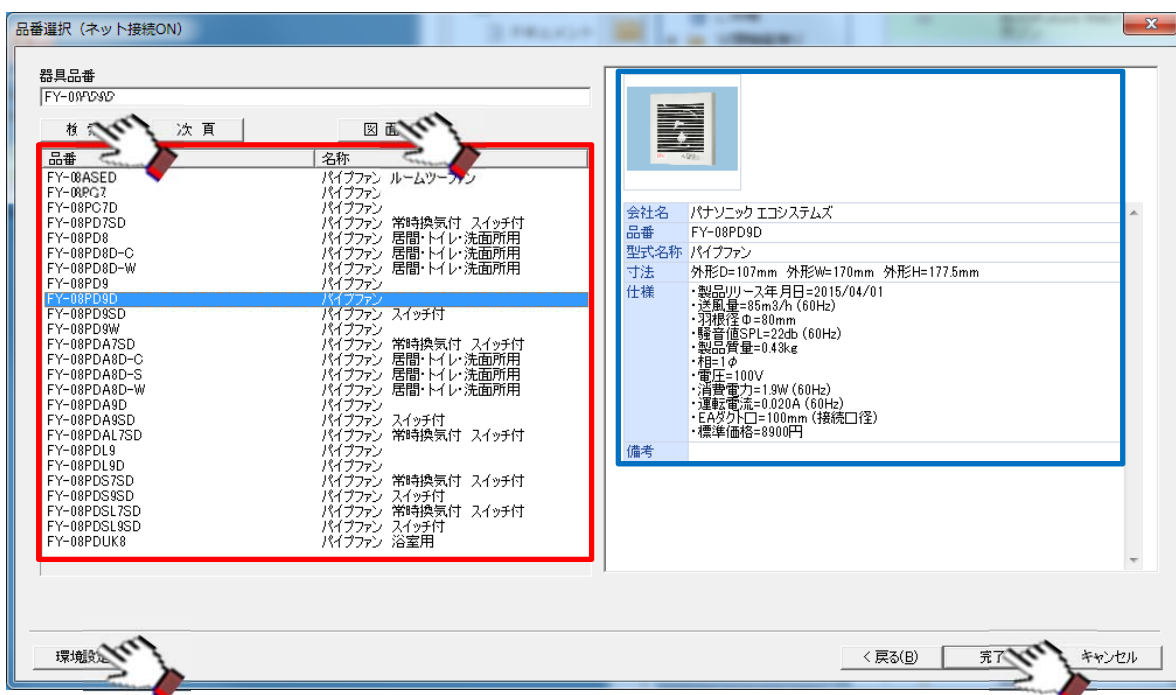 品番選択（ネット接続ON）
器具品番
次 頁
品番 名称
FY-08ASED パイプファン ルームツーファン
FY-08PC7 パイプファン
FY-08PC7D パイプファン
FY-08PD7SD パイプファン 常時換気付 スイッチ付
FY-08PD8 パイプファン 居間・トイレ・洗面所用
FY-08PD8D-C パイプファン 居間・トイレ・洗面所用
FY-08PD8D-W パイプファン 居間・トイレ・洗面所用
FY-08PD9 パイプファン
FY-08PD9D パイプファン
FY-08PD9SD パイプファン スイッチ付
FY-08PD9W パイプファン
FY-08PDA7SD パイプファン 常時換気付 スイッチ付
FY-08PDA8D-C パイプファン 居間・トイレ・洗面所用
FY-08PDA8D-S パイプファン 居間・トイレ・洗面所用
FY-08PDA8D-W パイプファン 居間・トイレ・洗面所用
FY-08PDA9D パイプファン
FY-08PDA9SD パイプファン スイッチ付
FY-08PDAL7SD パイプファン 常時換気付 スイッチ付
FY-08PDL9 パイプファン
FY-08PDL9D パイプファン
FY-08PDS7SD パイプファン 常時換気付 スイッチ付
FY-08PDS9SD パイプファン スイッチ付
FY-08PDSL7SD パイプファン 常時換気付 スイッチ付
FY-08PDSL9SD パイプファン スイッチ付
FY-08PDUK8 パイプファン 浴室用
会社名 パナソニック エコシステムズ
品番 FY-08PD9D
型式名称 パイプファン
寸法 外形D=107mm 外形W=170mm 外形H=177.5mm
仕様 ・製品リリース年月日=2015/04/01
・送風量=85m3/h (60Hz)
・羽根径Φ=80mm
・騒音値SPL=22db (60Hz)
・製品質量=0.43kg
・相=1φ
・電圧=100V
・消費電力=1.9W (60Hz)
・運転電流=0.020A (60Hz)
・EAダクト口=100mm (接続口径)
・標準価格=8900円
備考
環境設定
< 戻る(B) 完了 キャンセル